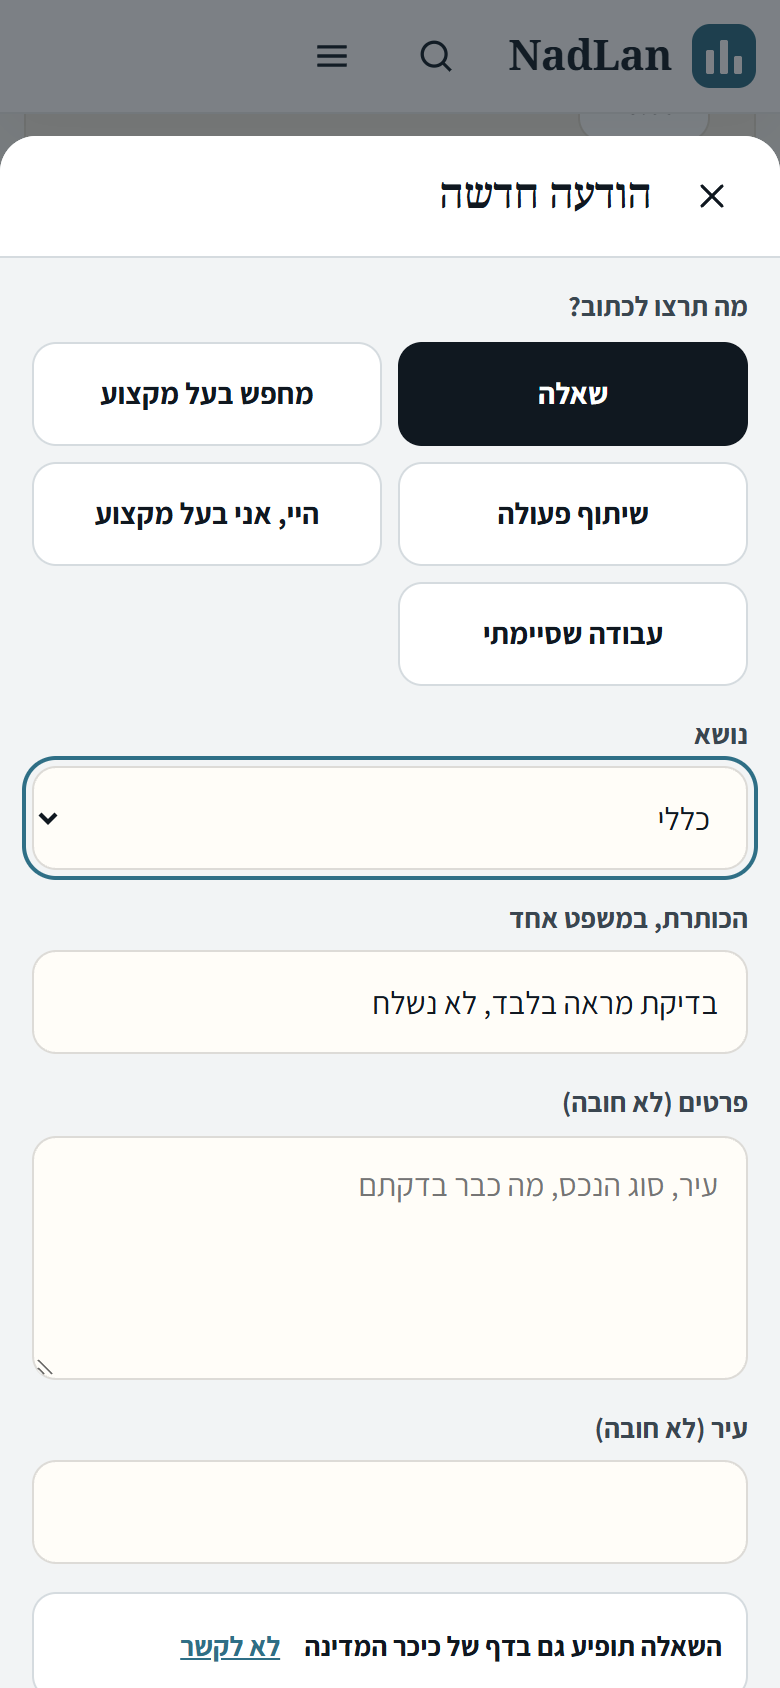 NadLan
הודעה חדשה
מה תרצו לכתוב?
שאלה
מחפש בעל מקצוע
שיתוף פעולה
היי, אני בעל מקצוע
עבודה שסיימתי
נושא
כללי
הכותרת, במשפט אחד
בדיקת מראה בלבד, לא נשלח
פרטים (לא חובה)
עיר, סוג הנכס, מה כבר בדקתם
עיר (לא חובה)
השאלה תופיע גם בדף של כיכר המדינה לא לקשר